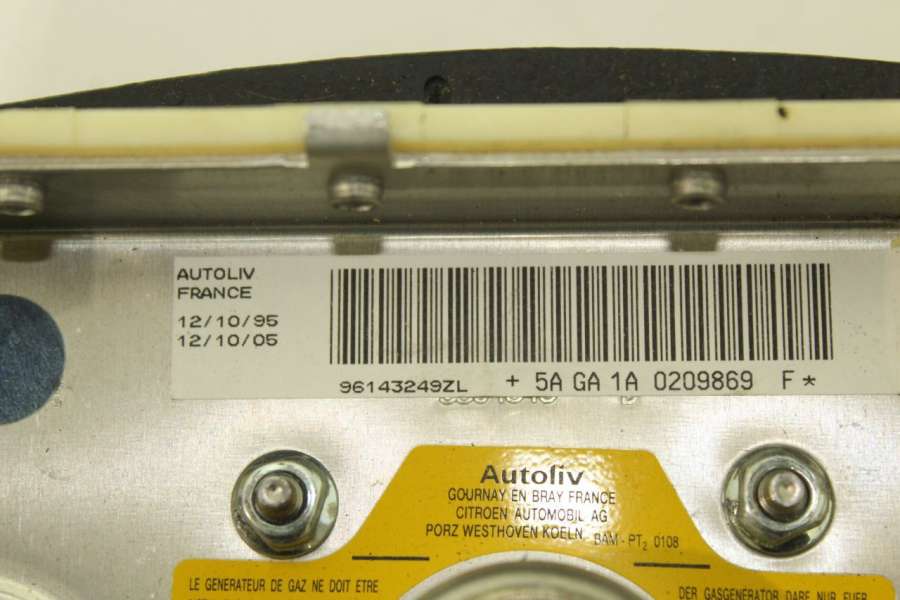 AUTOLIV
FRANCE
12/10/95
12/10/05
96143249ZL + 5A GA 1A 0209869 F*
Autoliv
GOURNAY EN BRAY FRANCE
CITROEN AUTOMOBIL AG
PORZ WESTHOVEN KOELN BAM-PT2 0108
LE GENERATEUR DE GAZ NE DOIT ETRE
DER GASGENERATOR DARF NUR FUER